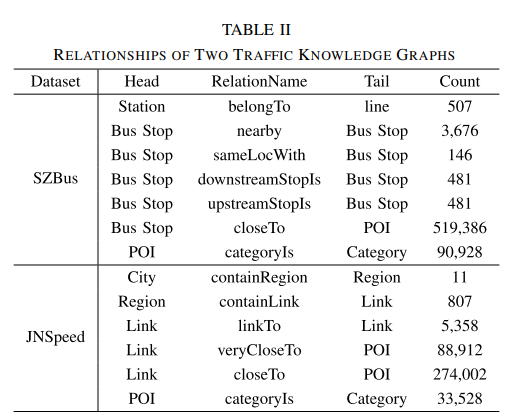 TABLE II
RELATIONSHIPS OF TWO TRAFFIC KNOWLEDGE GRAPHS
Dataset Head RelationName Tail Count
SZBus
Station belongTo line 507
Bus Stop nearby Bus Stop 3,676
Bus Stop sameLocWith Bus Stop 146
Bus Stop downstreamStopIs Bus Stop 481
Bus Stop upstreamStopIs Bus Stop 481
Bus Stop closeTo POI 519,386
POI categoryIs Category 90,928
JNSpeed
City containRegion Region 11
Region containLink Link 807
Link linkTo Link 5,358
Link veryCloseTo POI 88,912
Link closeTo POI 274,002
POI categoryIs Category 33,528